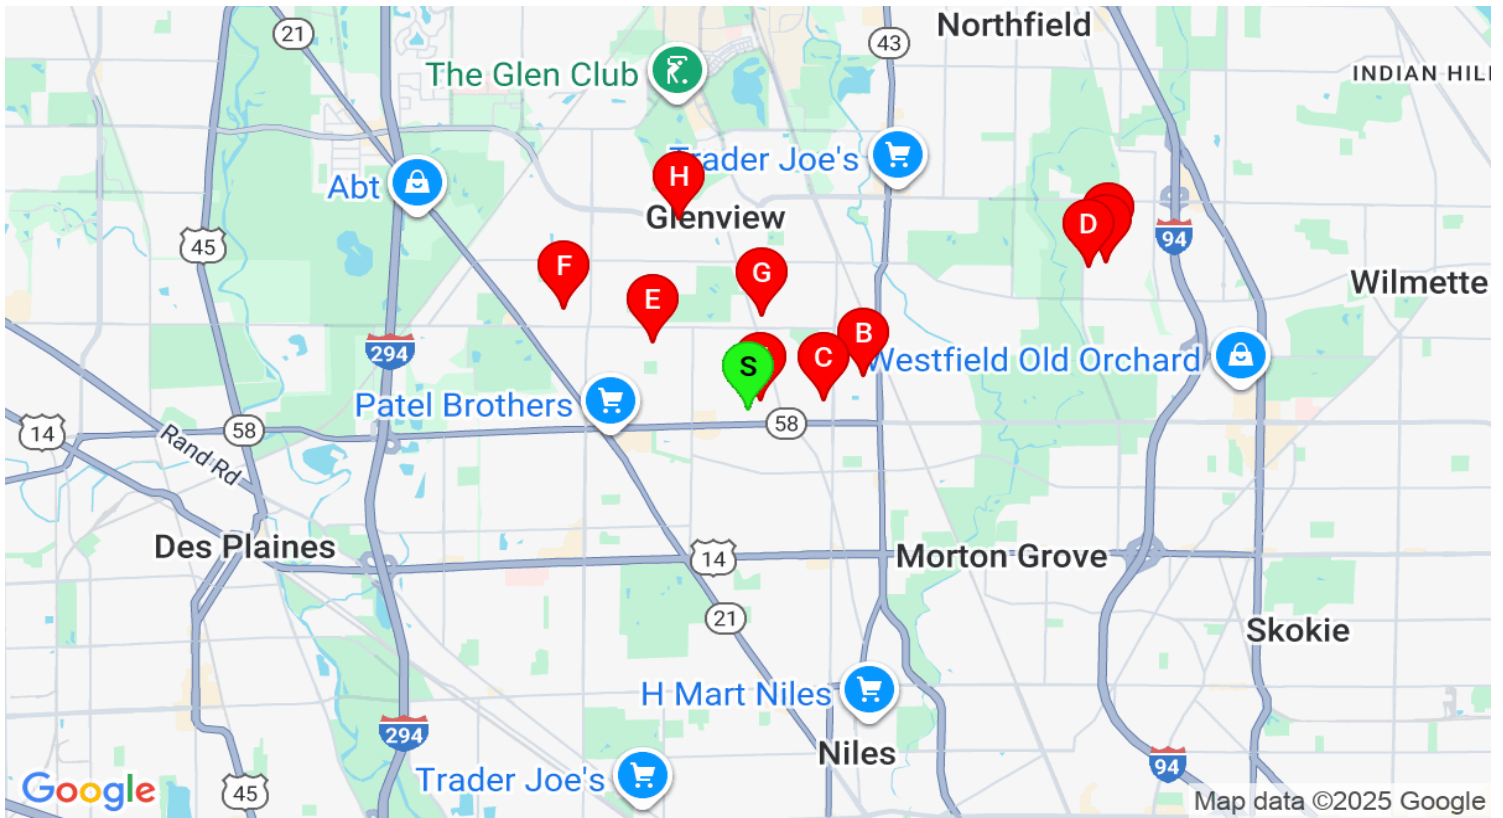 Northfield
21
43
The Glen Club
INDIAN HIL
Trader Joe's
Abt
H
Glenview
D
45
94
F
G
E
Wilmette
B
294
C
S
Westfield Old Orchard
Patel Brothers
14
58
58
Rand Rd
Des Plaines
14
Morton Grove
21
Skokie
H Mart Niles
294
Niles
94
Trader Joe's
Google
45
Map data ©2025 Google